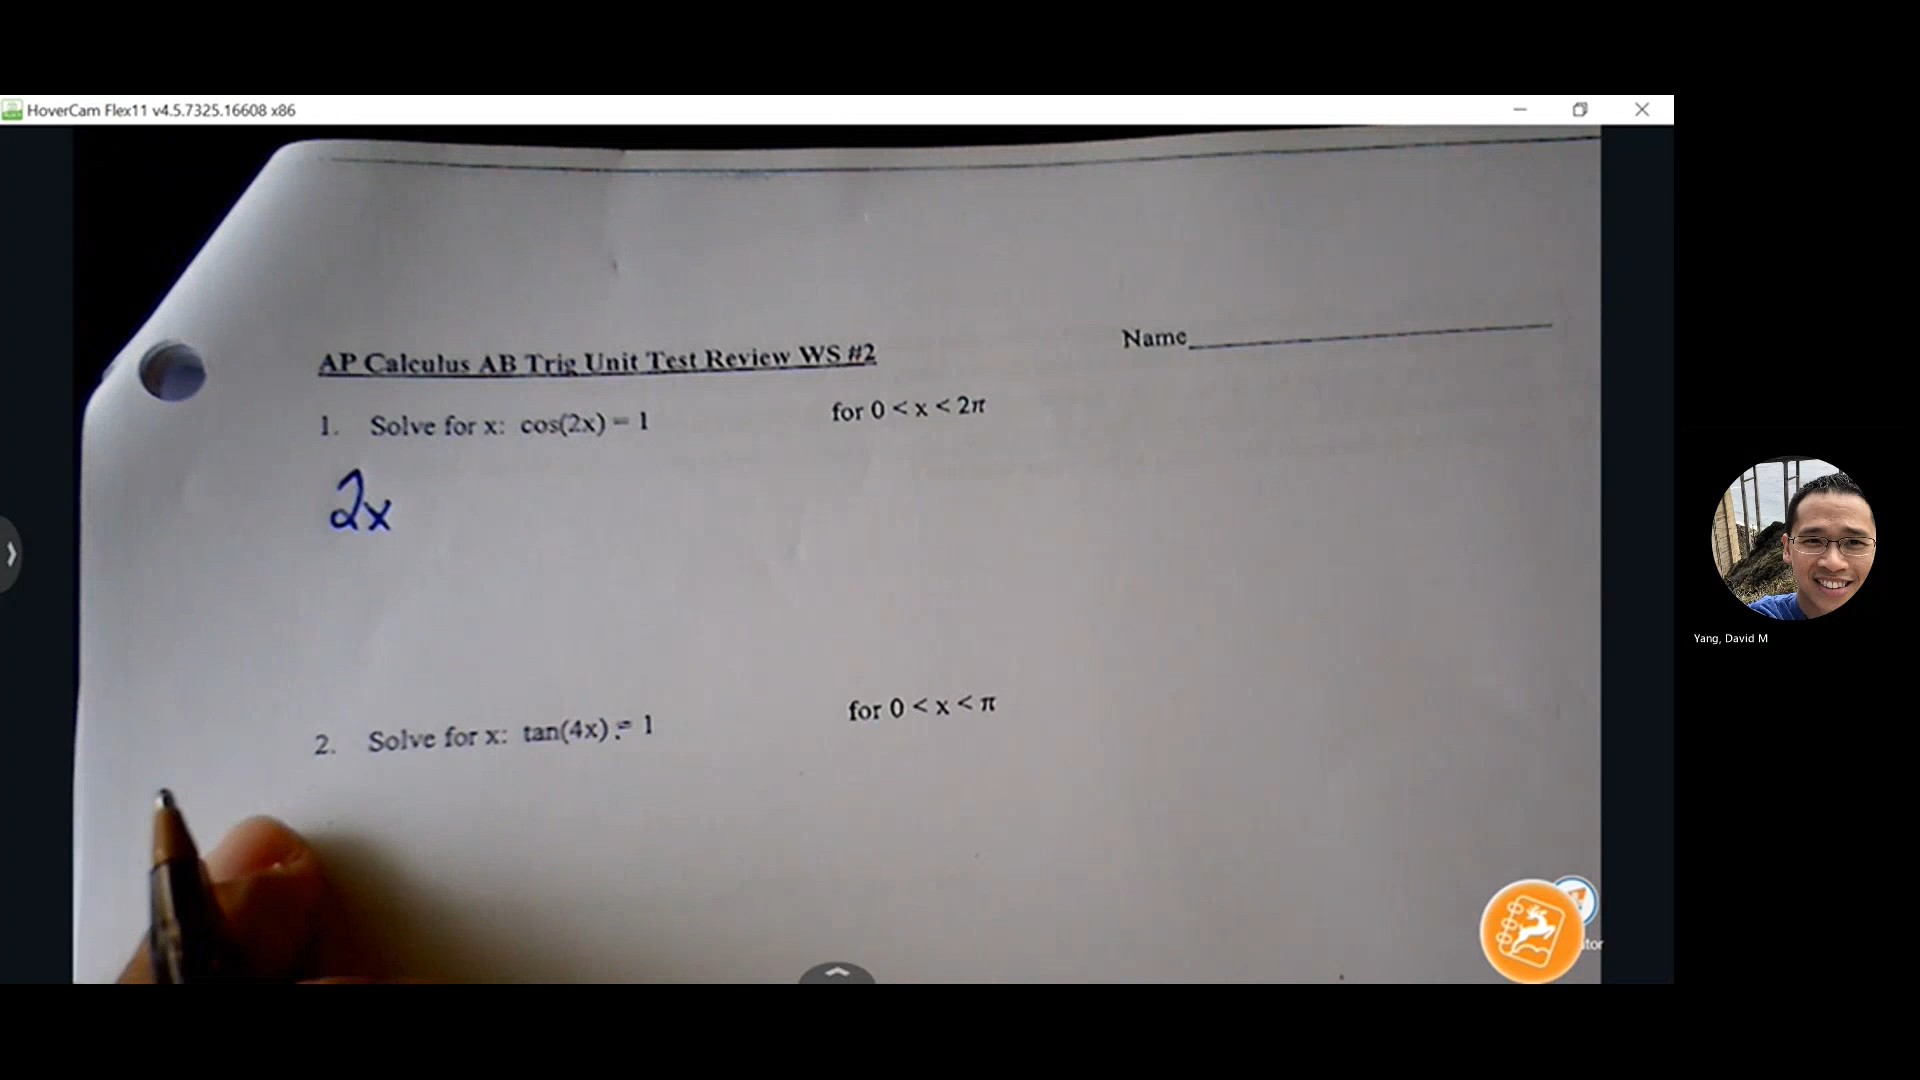 HoverCam Flex11 v4.5.7325.16608 x86
Name
AP Calculus AB Trig Unit Test Review WS #2
1. Solve for x: cos(2x) = 1 for 0 < x < 2π
2x
Yang, David M
2. Solve for x: tan(4x) = 1 for 0 < x < π